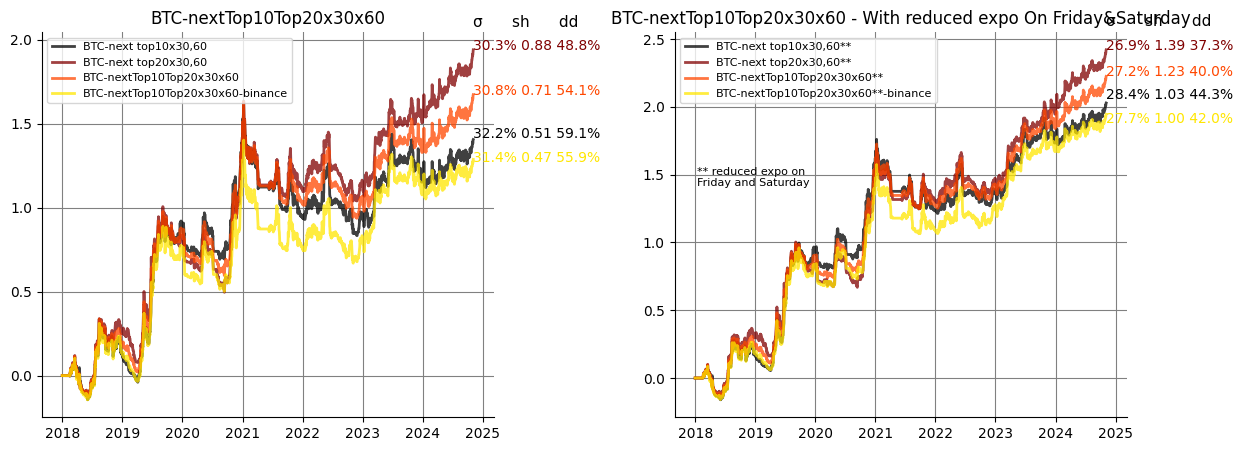 BTC-nextTop10Top20x30x60
σ sh dd
BTC-next top10x30,60
BTC-next top20x30,60
BTC-nextTop10Top20x30x60
BTC-nextTop10Top20x30x60-binance
30.3% 0.88 48.8%
30.8% 0.71 54.1%
32.2% 0.51 59.1%
31.4% 0.47 55.9%
2.0
1.5
1.0
0.5
0.0
2018 2019 2020 2021 2022 2023 2024 2025
BTC-nextTop10Top20x30x60 - With reduced expo On Friday&Saturday
σ sh dd
BTC-next top10x30,60**
BTC-next top20x30,60**
BTC-nextTop10Top20x30x60**
BTC-nextTop10Top20x30x60**-binance
26.9% 1.39 37.3%
27.2% 1.23 40.0%
28.4% 1.03 44.3%
27.7% 1.00 42.0%
** reduced expo on
Friday and Saturday
2.5
2.0
1.5
1.0
0.5
0.0
2018 2019 2020 2021 2022 2023 2024 2025